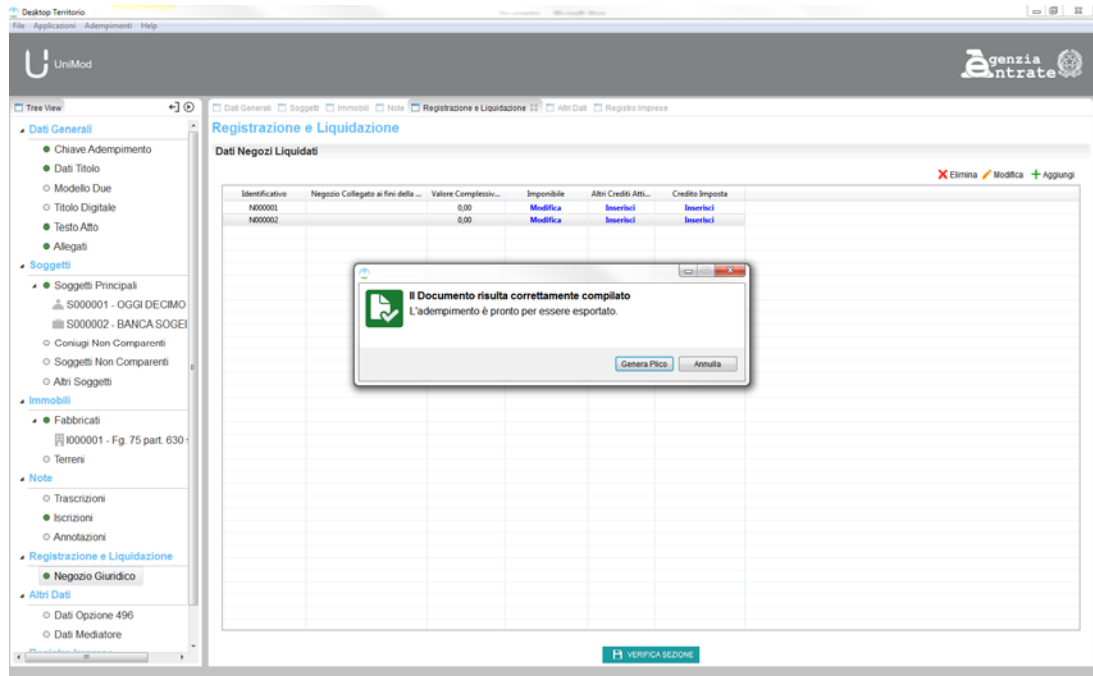 Desktop Territorio
File Applicazioni Adempimenti Help
UniMod
agenzia entrate
Tree View
Dati Generali Soggetti Immobili Note Registrazione e Liquidazione Altri Dati Registro Imprese
Dati Generali
Chiave Adempimento
Dati Titolo
Modello Due
Titolo Digitale
Testo Atto
Allegati
Soggetti
Soggetti Principali
S000001 - OGGI DECIMO
S000002 - BANCA SOGEI
Coniugi Non Comparenti
Soggetti Non Comparenti
Altri Soggetti
Immobili
Fabbricati
I000001 - Fg. 75 part. 630
Terreni
Note
Trascrizioni
Iscrizioni
Annotazioni
Registrazione e Liquidazione
Negozio Giuridico
Altri Dati
Dati Opzione 496
Dati Mediatore
Registrazione e Liquidazione
Dati Negozi Liquidati
Elimina Modifica Aggiungi
Identificativo Negozio Collegato ai fini della ... Valore Complessiv... Imponibile Altri Crediti Atti... Credito Imposta
N000001 0,00 Modifica Inserisci Inserisci
N000002 0,00 Modifica Inserisci Inserisci
Il Documento risulta correttamente compilato
L'adempimento è pronto per essere esportato.
Genera Plico Annulla
VERIFICA SEZIONE